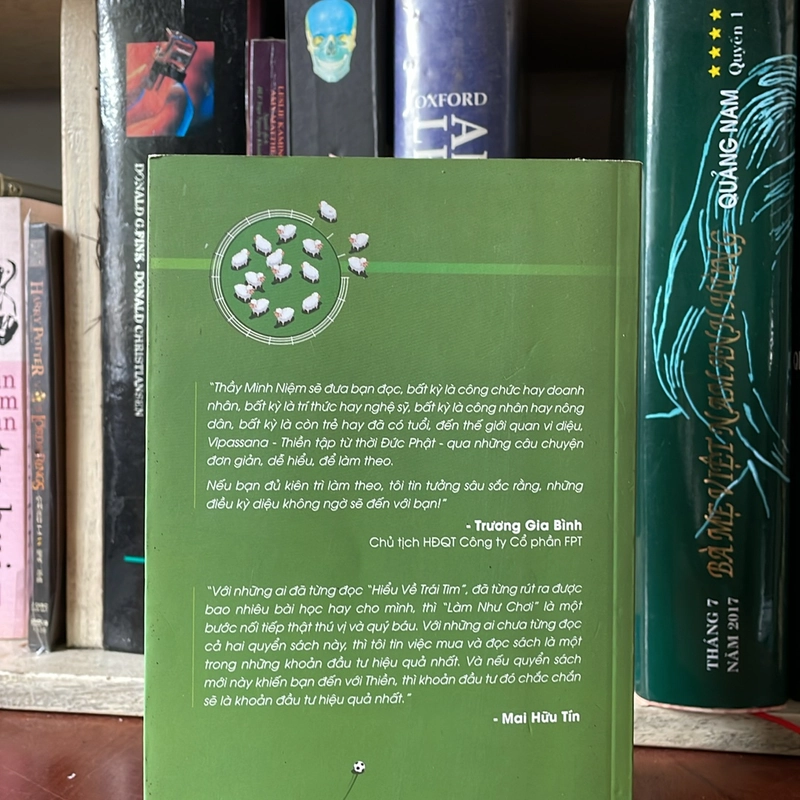 DONALD G.PINK - DONALD CHRISTIANSEN
LESLIE KAMIN
OXFORD
Quyển 1
QUẢNG NAM
BÀ MẸ VIỆT NAM ANH HÙNG
THÁNG 7
NĂM 2017
HARRY POTTER
“Thầy Minh Niệm sẽ đưa bạn đọc, bất kỳ là công chức hay doanh
nhân, bất kỳ là trí thức hay nghệ sỹ, bất kỳ là công nhân hay nông
dân, bất kỳ là còn trẻ hay đã có tuổi, đến thế giới quan vi diệu,
Vipassana - Thiền tập từ thời Đức Phật - qua những câu chuyện
đơn giản, dễ hiểu, để làm theo.
Nếu bạn đủ kiên trì làm theo, tôi tin tưởng sâu sắc rằng, những
điều kỳ diệu không ngờ sẽ đến với bạn!”
- Trương Gia Bình
Chủ tịch HĐQT Công ty Cổ phần FPT
“Với những ai đã từng đọc “Hiểu Về Trái Tim”, đã từng rút ra được
bao nhiêu bài học hay cho mình, thì “Làm Như Chơi” là một
bước nối tiếp thật thú vị và quý báu. Với những ai chưa từng đọc
cả hai quyển sách này, thì tôi tin việc mua và đọc sách là một
trong những khoản đầu tư hiệu quả nhất. Và nếu quyển sách
mới này khiến bạn đến với Thiền, thì khoản đầu tư đó chắc chắn
sẽ là khoản đầu tư hiệu quả nhất.”
- Mai Hữu Tín